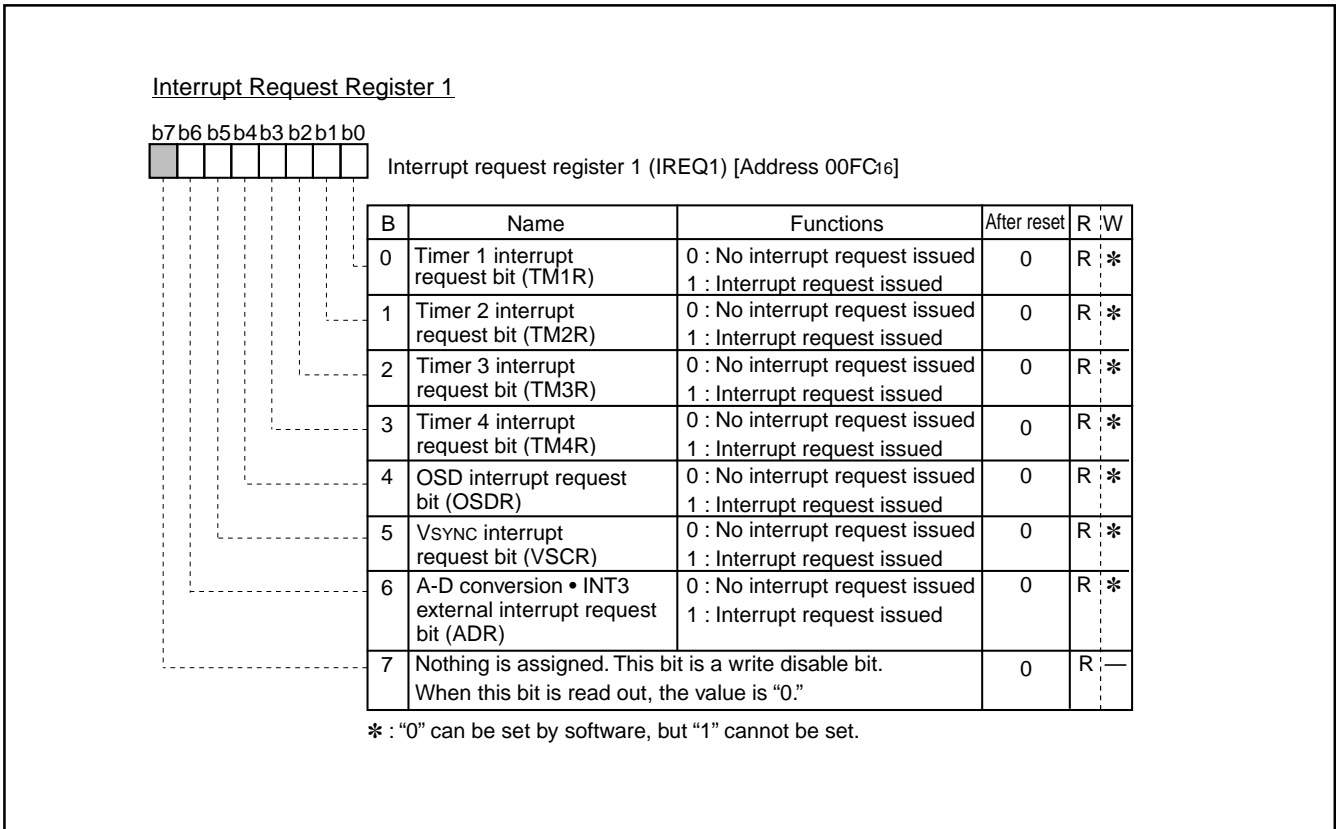 Interrupt Request Register 1
b7 b6 b5 b4 b3 b2 b1 b0
Interrupt request register 1 (IREQ1) [Address 00FC16]
B Name Functions After reset R W
0 Timer 1 interrupt request bit (TM1R) 0 : No interrupt request issued 0 R ✻
1 : Interrupt request issued
1 Timer 2 interrupt request bit (TM2R) 0 : No interrupt request issued 0 R ✻
1 : Interrupt request issued
2 Timer 3 interrupt request bit (TM3R) 0 : No interrupt request issued 0 R ✻
1 : Interrupt request issued
3 Timer 4 interrupt request bit (TM4R) 0 : No interrupt request issued 0 R ✻
1 : Interrupt request issued
4 OSD interrupt request bit (OSDR) 0 : No interrupt request issued 0 R ✻
1 : Interrupt request issued
5 VSYNC interrupt request bit (VSCR) 0 : No interrupt request issued 0 R ✻
1 : Interrupt request issued
6 A-D conversion • INT3 external interrupt request bit (ADR) 0 : No interrupt request issued 0 R ✻
1 : Interrupt request issued
7 Nothing is assigned. This bit is a write disable bit. 0 R —
When this bit is read out, the value is “0.”
✻ : “0” can be set by software, but “1” cannot be set.